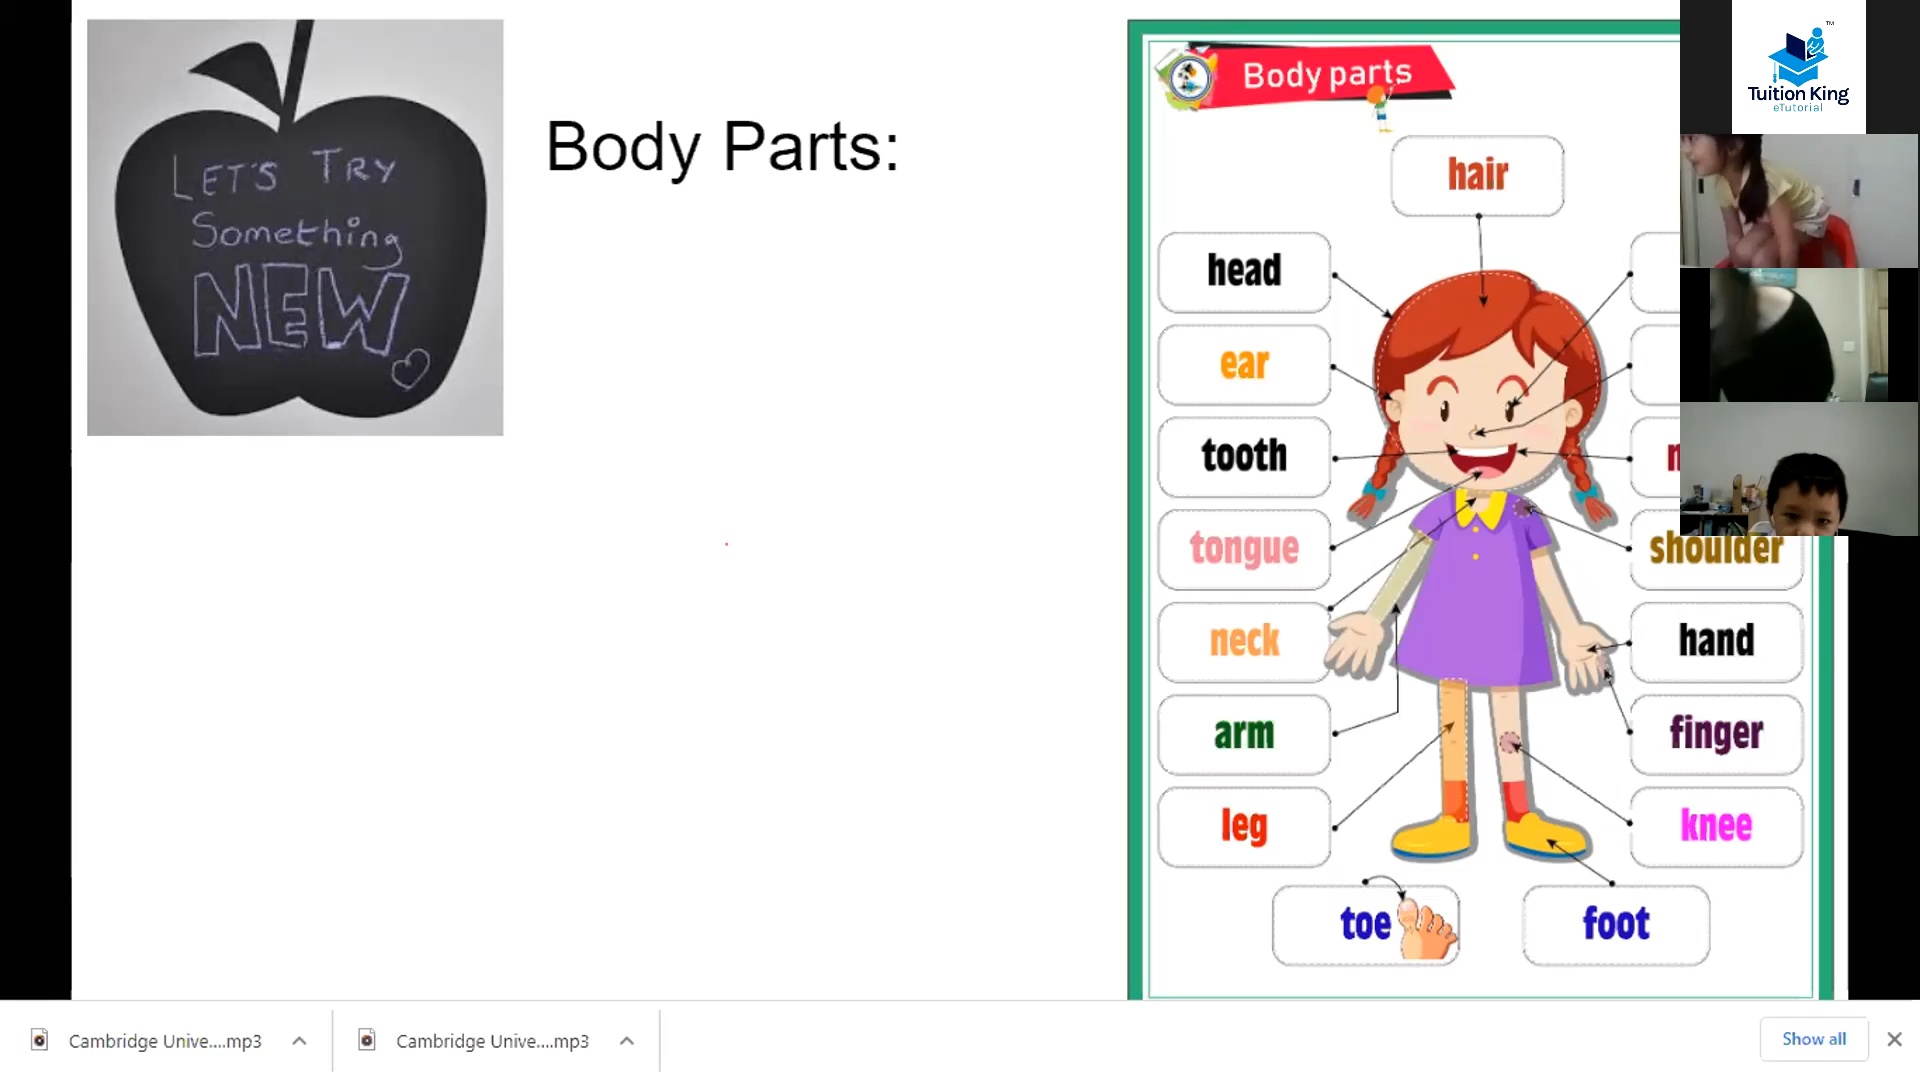 LET'S TRY
Something
NEW
Body Parts:
Body parts
hair
head
ear
tooth
tongue
neck
arm
leg
shoulder
hand
finger
knee
toe
foot
TM
Tuition King
eTutorial
Cambridge Unive....mp3
Cambridge Unive....mp3
Show all